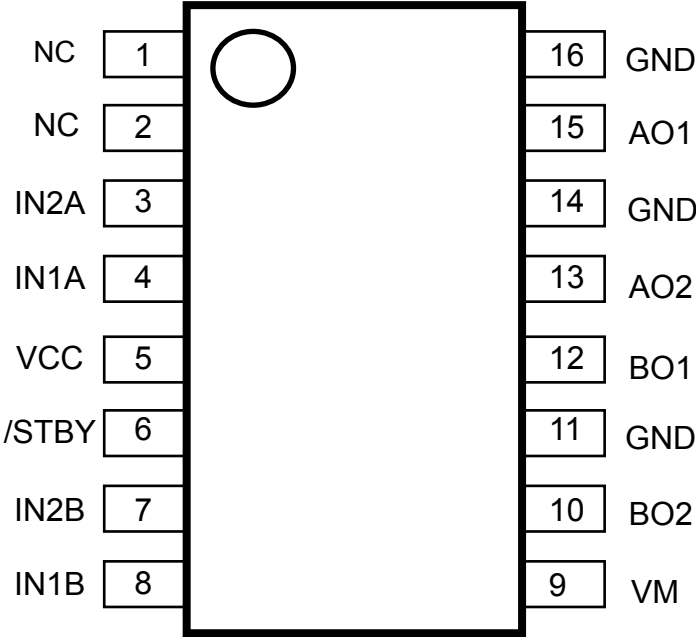 NC 1 16 GND
NC 2 15 AO1
IN2A 3 14 GND
IN1A 4 13 AO2
VCC 5 12 BO1
/STBY 6 11 GND
IN2B 7 10 BO2
IN1B 8 9 VM